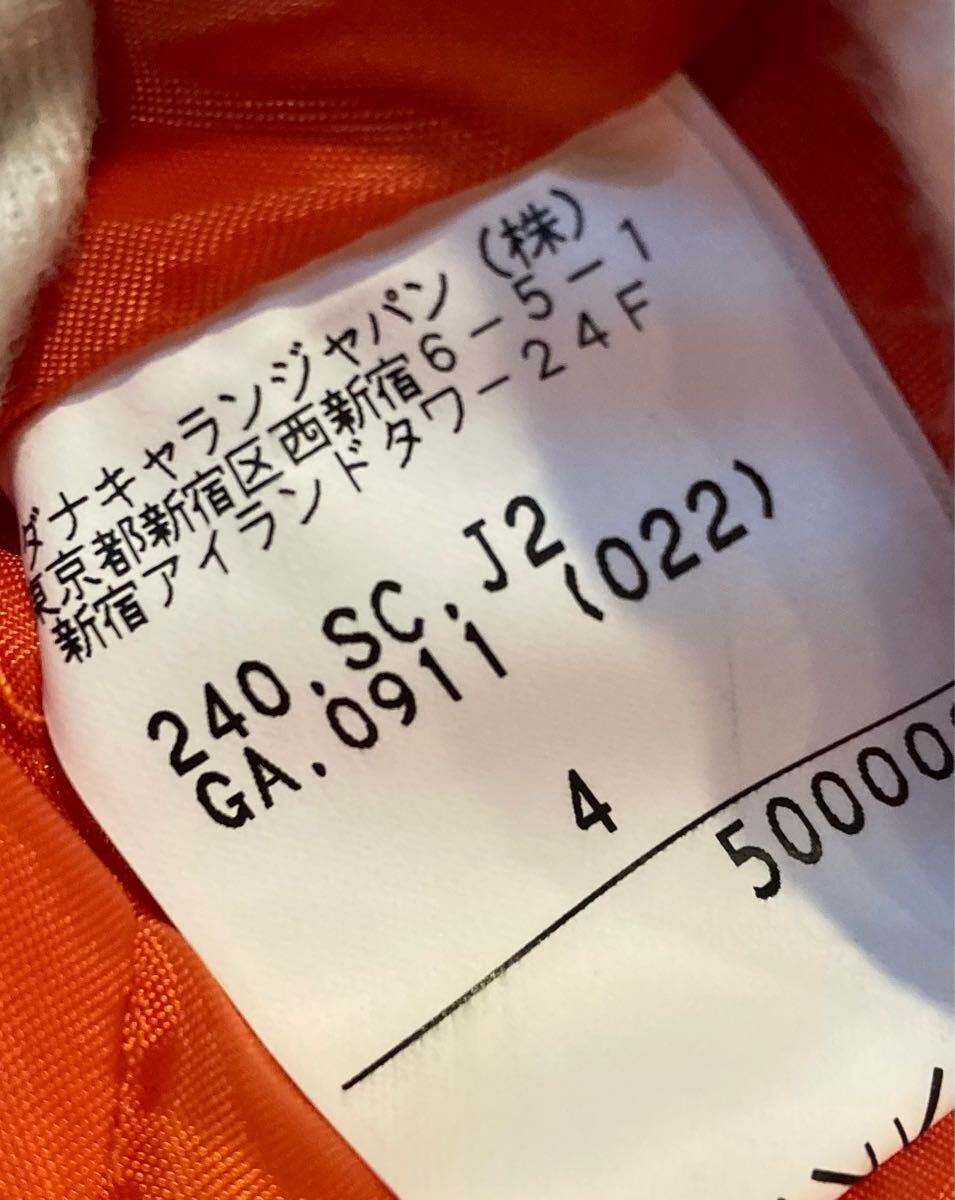 ダナキャランジャパン(株)
東京都新宿区西新宿6-5-1
新宿アイランドタワー24F
240.SC.J2
GA.0911 (022)
4
50000